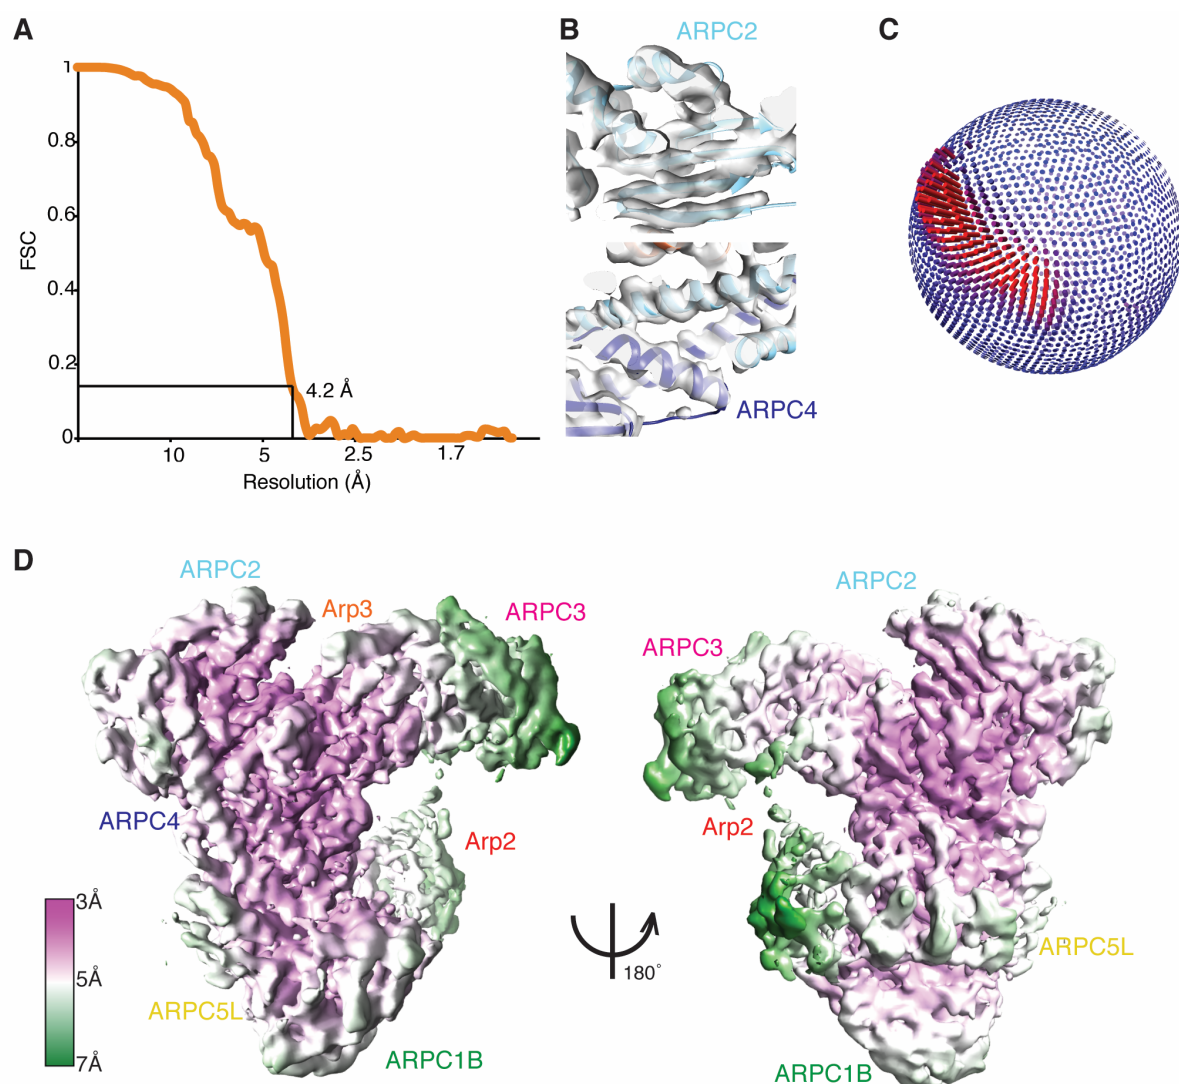 A
B
C
ARPC2
1
0.8
0.6
0.4
0.2
0
FSC
4.2 Å
10
5
2.5
1.7
Resolution (Å)
ARPC4
D
ARPC2
Arp3
ARPC3
ARPC4
Arp2
ARPC5L
ARPC1B
3Å
5Å
7Å
180°
ARPC2
ARPC3
Arp2
ARPC5L
ARPC1B